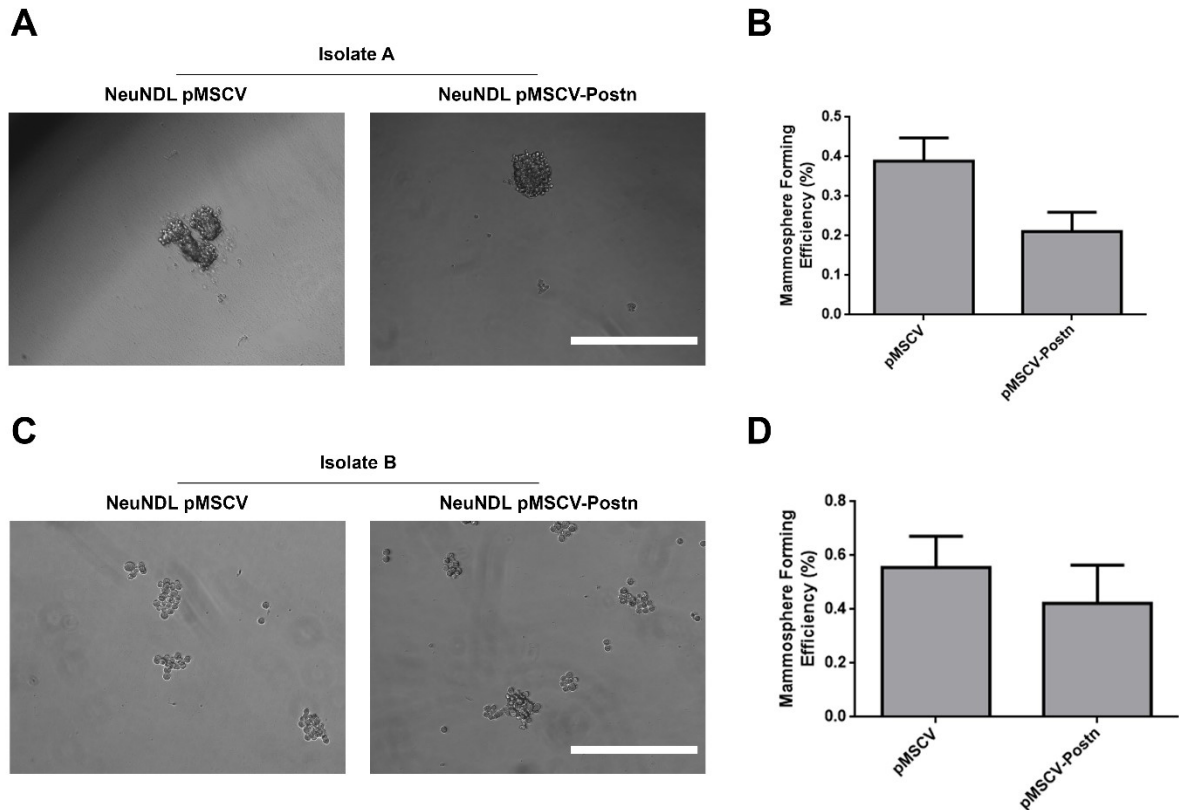 A
Isolate A
NeuNDL pMSCV
NeuNDL pMSCV-Postn
B
Mammosphere Forming
Efficiency (%)
0.5
0.4
0.3
0.2
0.1
0.0
pMSCV
pMSCV-Postn
C
Isolate B
NeuNDL pMSCV
NeuNDL pMSCV-Postn
D
Mammosphere Forming
Efficiency (%)
0.8
0.6
0.4
0.2
0.0
pMSCV
pMSCV-Postn